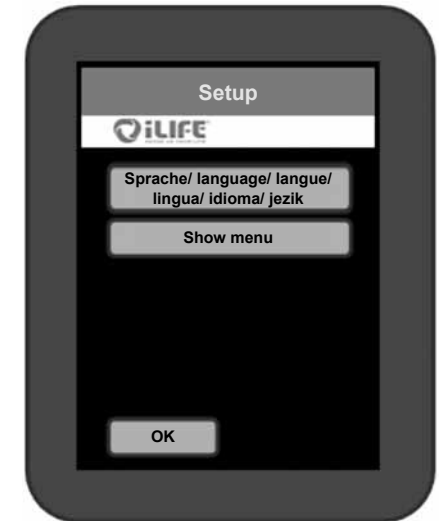 Setup
iLIFE
Sprache/ language/ langue/
lingua/ idioma/ jezik
Show menu
OK